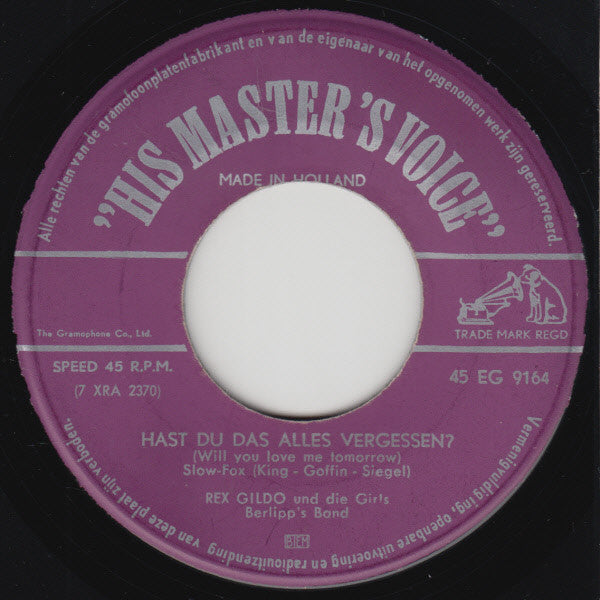 Alle rechten van de gramofoonplatenfabrikant en van de eigenaar van het opgenomen werk zijn gereserveerd.
"HIS MASTER'S VOICE"
MADE IN HOLLAND
The Gramophone Co., Ltd.
TRADE MARK REGD
SPEED 45 R.P.M.
(7 XRA 2370)
45 EG 9164
HAST DU DAS ALLES VERGESSEN?
(Will you love me tomorrow)
Slow-Fox (King - Goffin - Siegel)
REX GILDO und die Girls
Berlipp's Band
BIEM
Vermenigvuldiging, openbare uitvoering en radiouitzending van deze plaat zijn verboden.